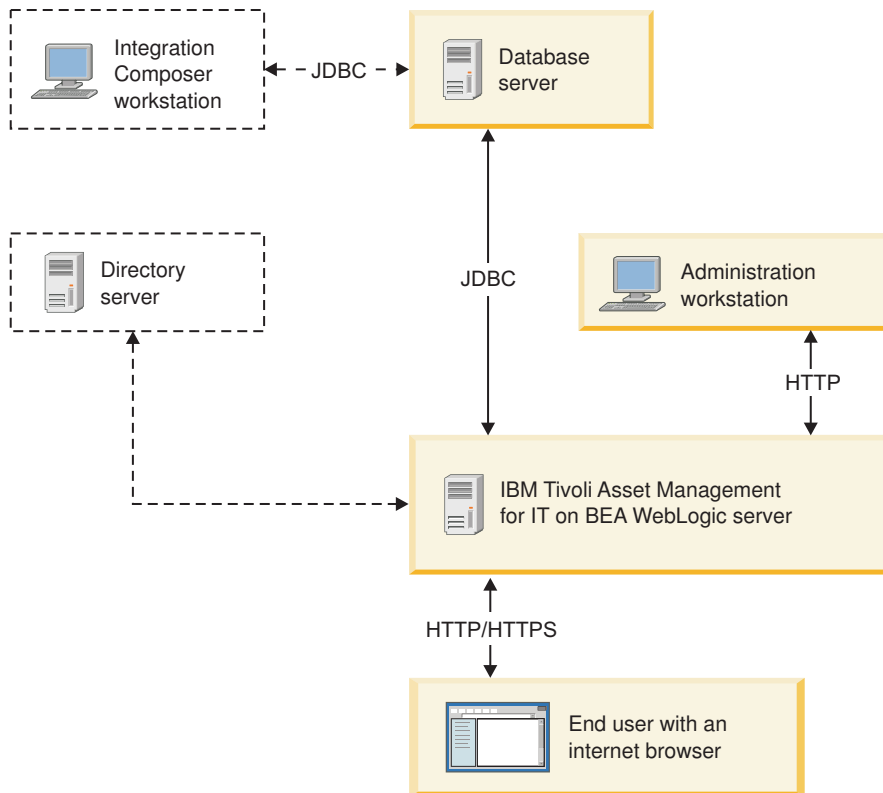 Integration
Composer
workstation
JDBC
Database
server
Directory
server
JDBC
Administration
workstation
HTTP
IBM Tivoli Asset Management
for IT on BEA WebLogic server
HTTP/HTTPS
End user with an
internet browser